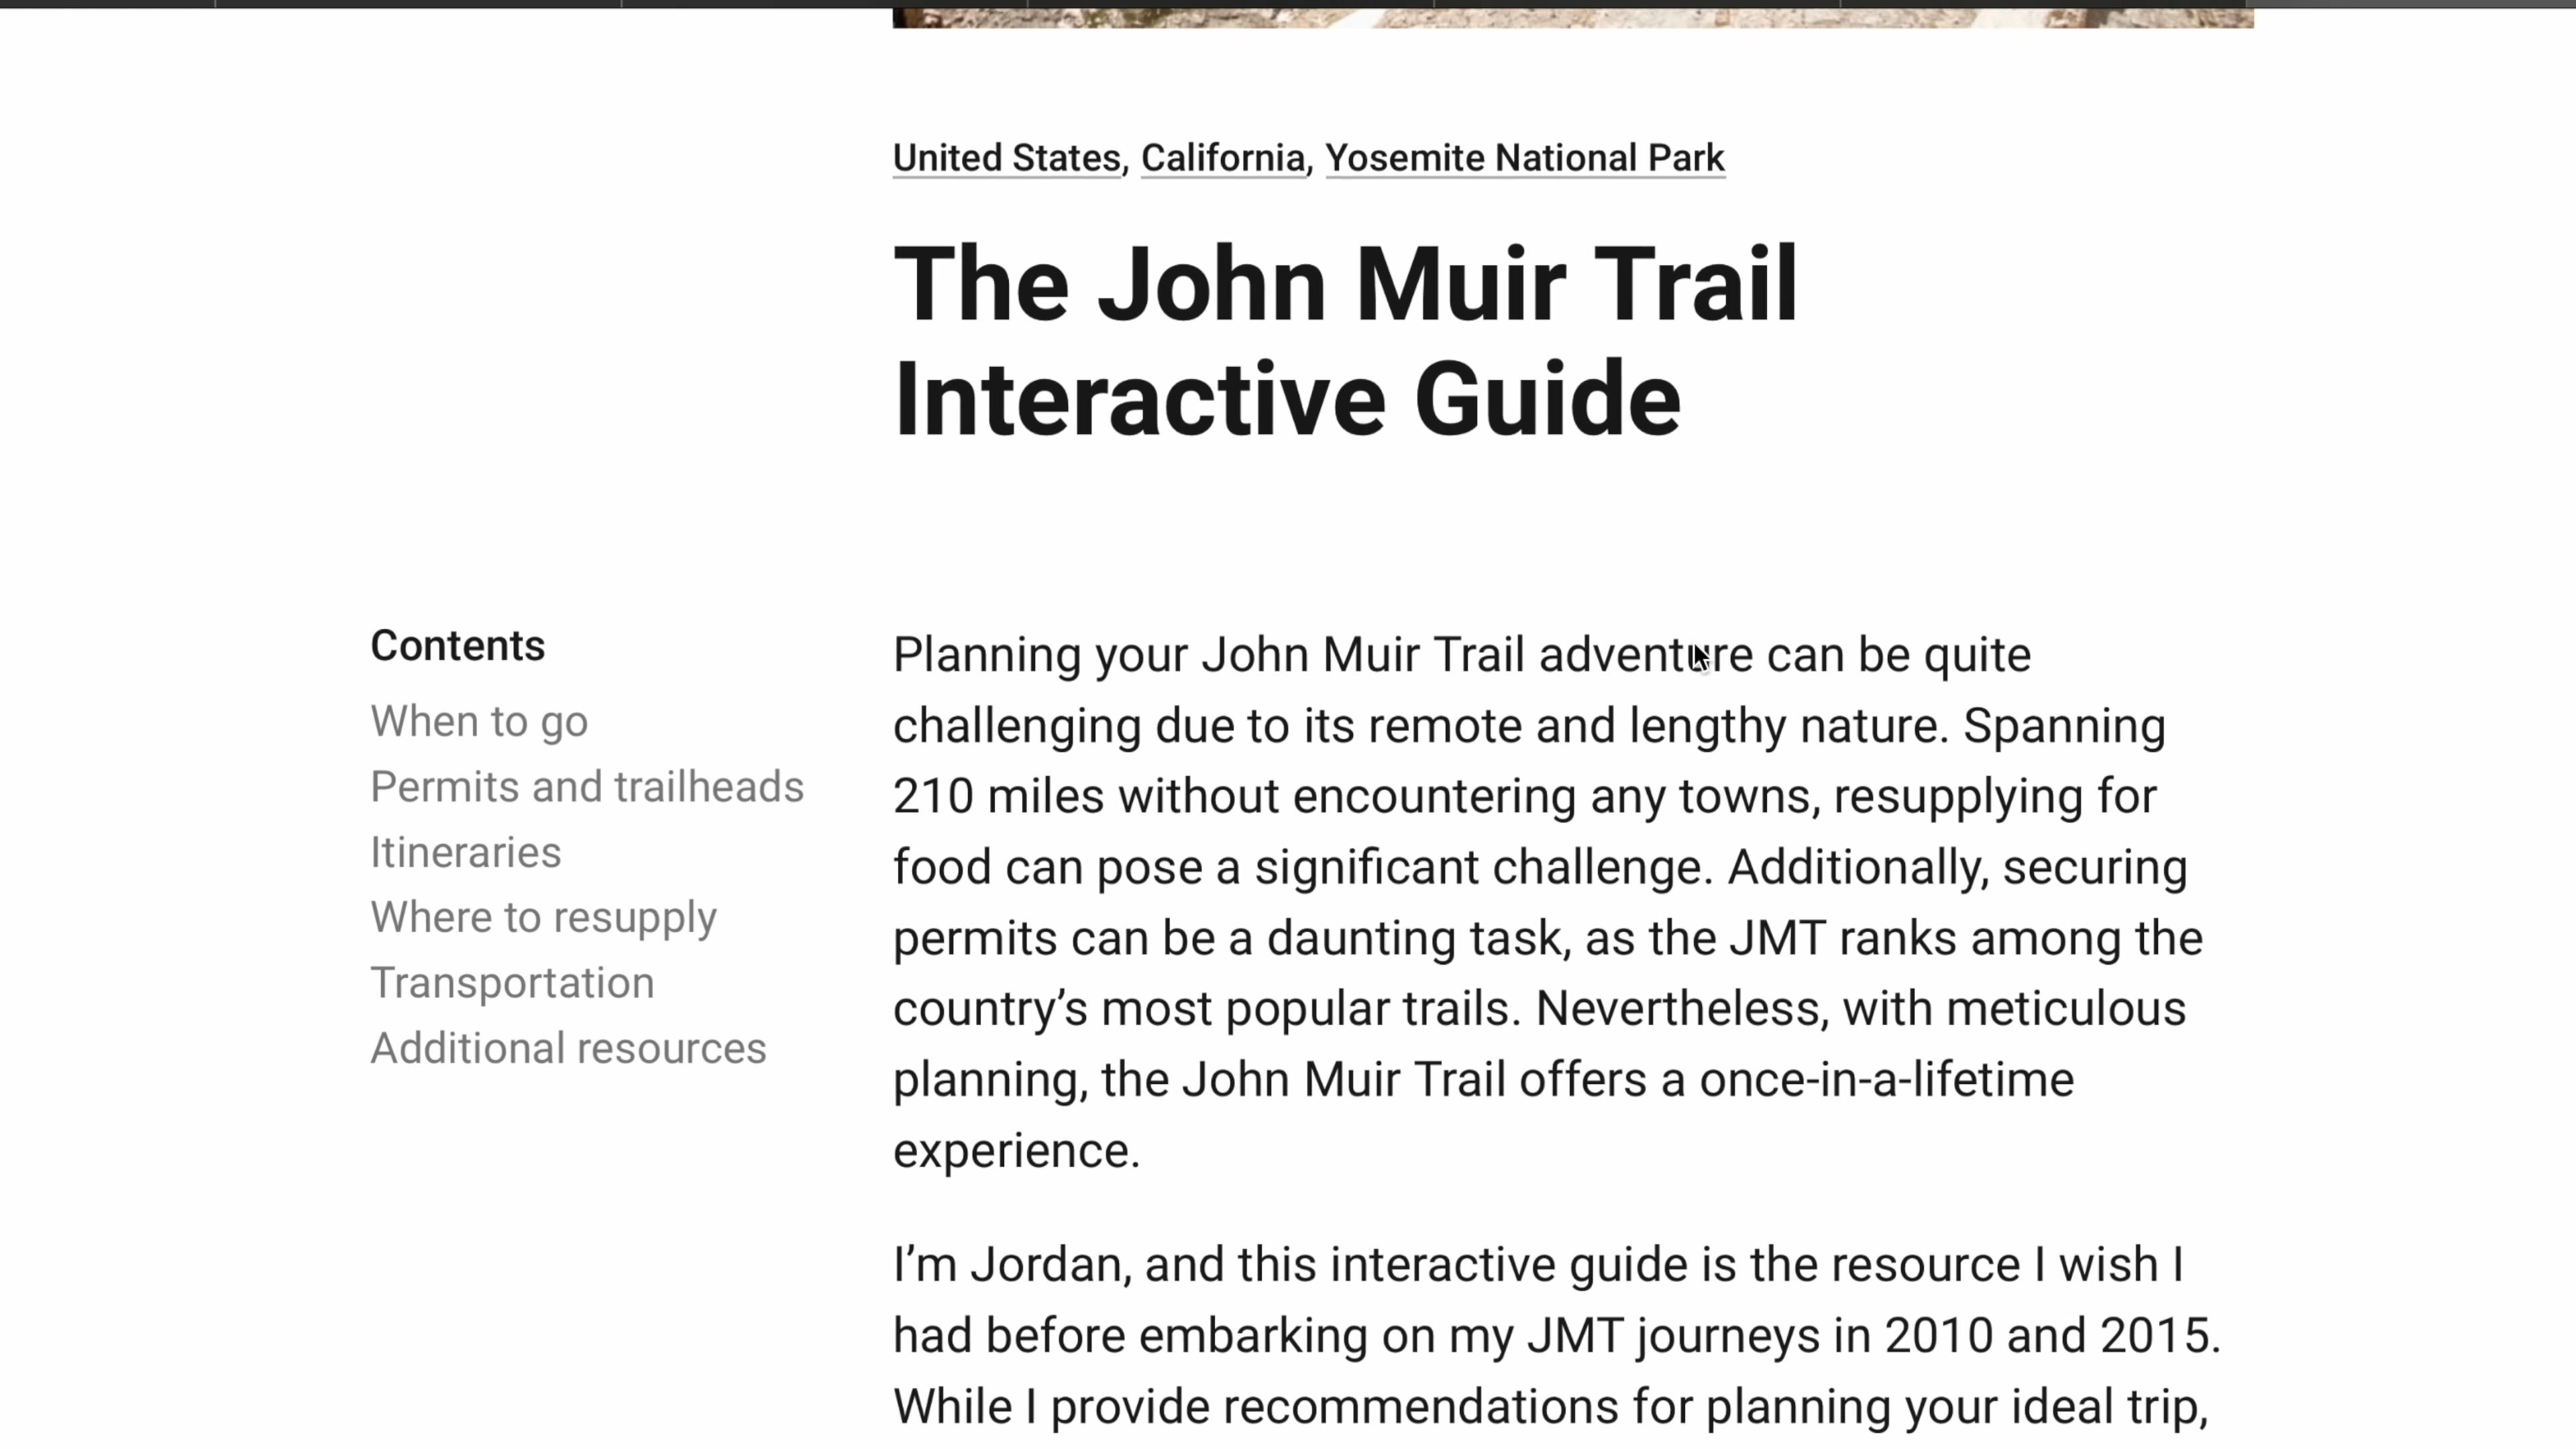 United States, California, Yosemite National Park
The John Muir Trail
Interactive Guide
Contents
When to go
Permits and trailheads
Itineraries
Where to resupply
Transportation
Additional resources
Planning your John Muir Trail adventure can be quite
challenging due to its remote and lengthy nature. Spanning
210 miles without encountering any towns, resupplying for
food can pose a significant challenge. Additionally, securing
permits can be a daunting task, as the JMT ranks among the
country’s most popular trails. Nevertheless, with meticulous
planning, the John Muir Trail offers a once-in-a-lifetime
experience.
I’m Jordan, and this interactive guide is the resource I wish I
had before embarking on my JMT journeys in 2010 and 2015.
While I provide recommendations for planning your ideal trip,